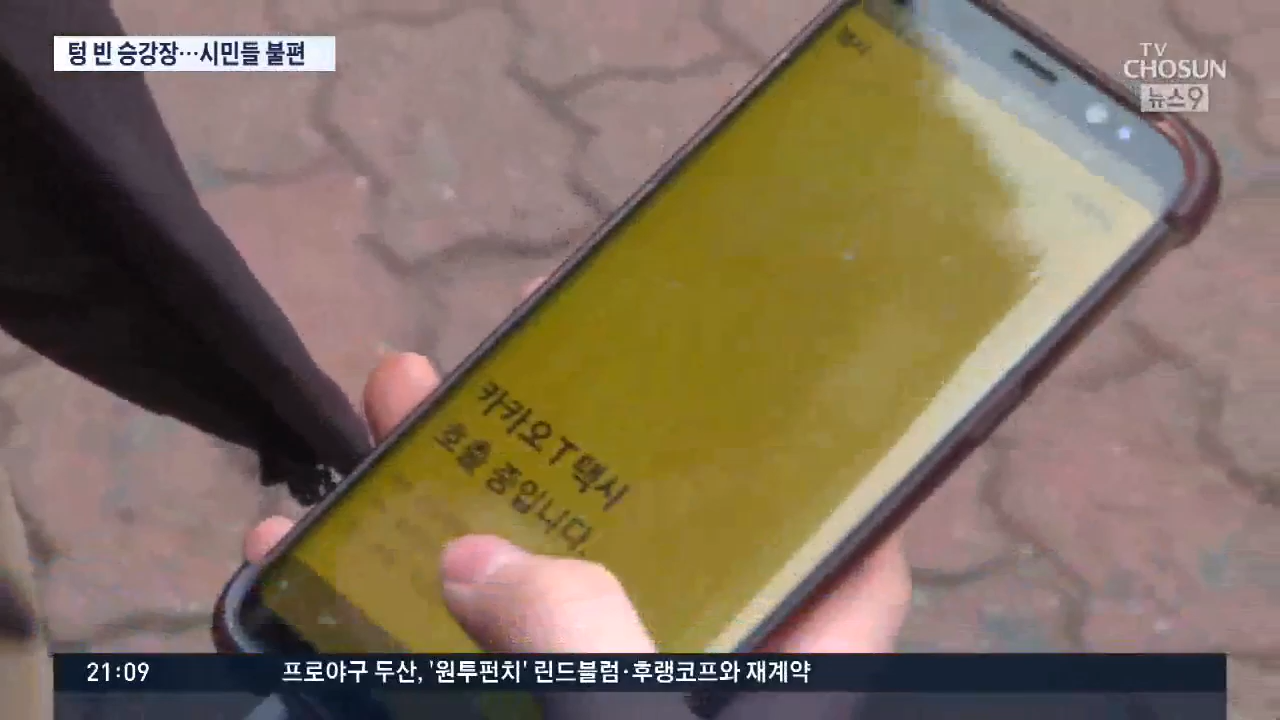 텅 빈 승강장…시민들 불편
TV
CHOSUN
뉴스9
카카오 T 택시
호출 중입니다.
21:09 프로야구 두산, '원투펀치' 린드블럼·후랭코프와 재계약